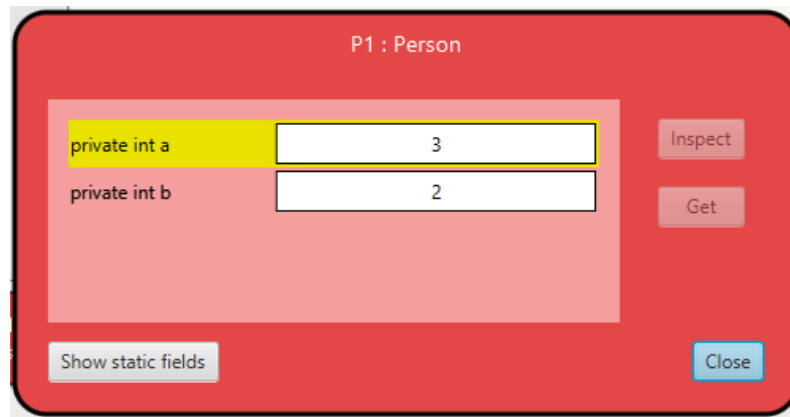 P1 : Person
private int a 3
Inspect
private int b 2
Get
Show static fields
Close